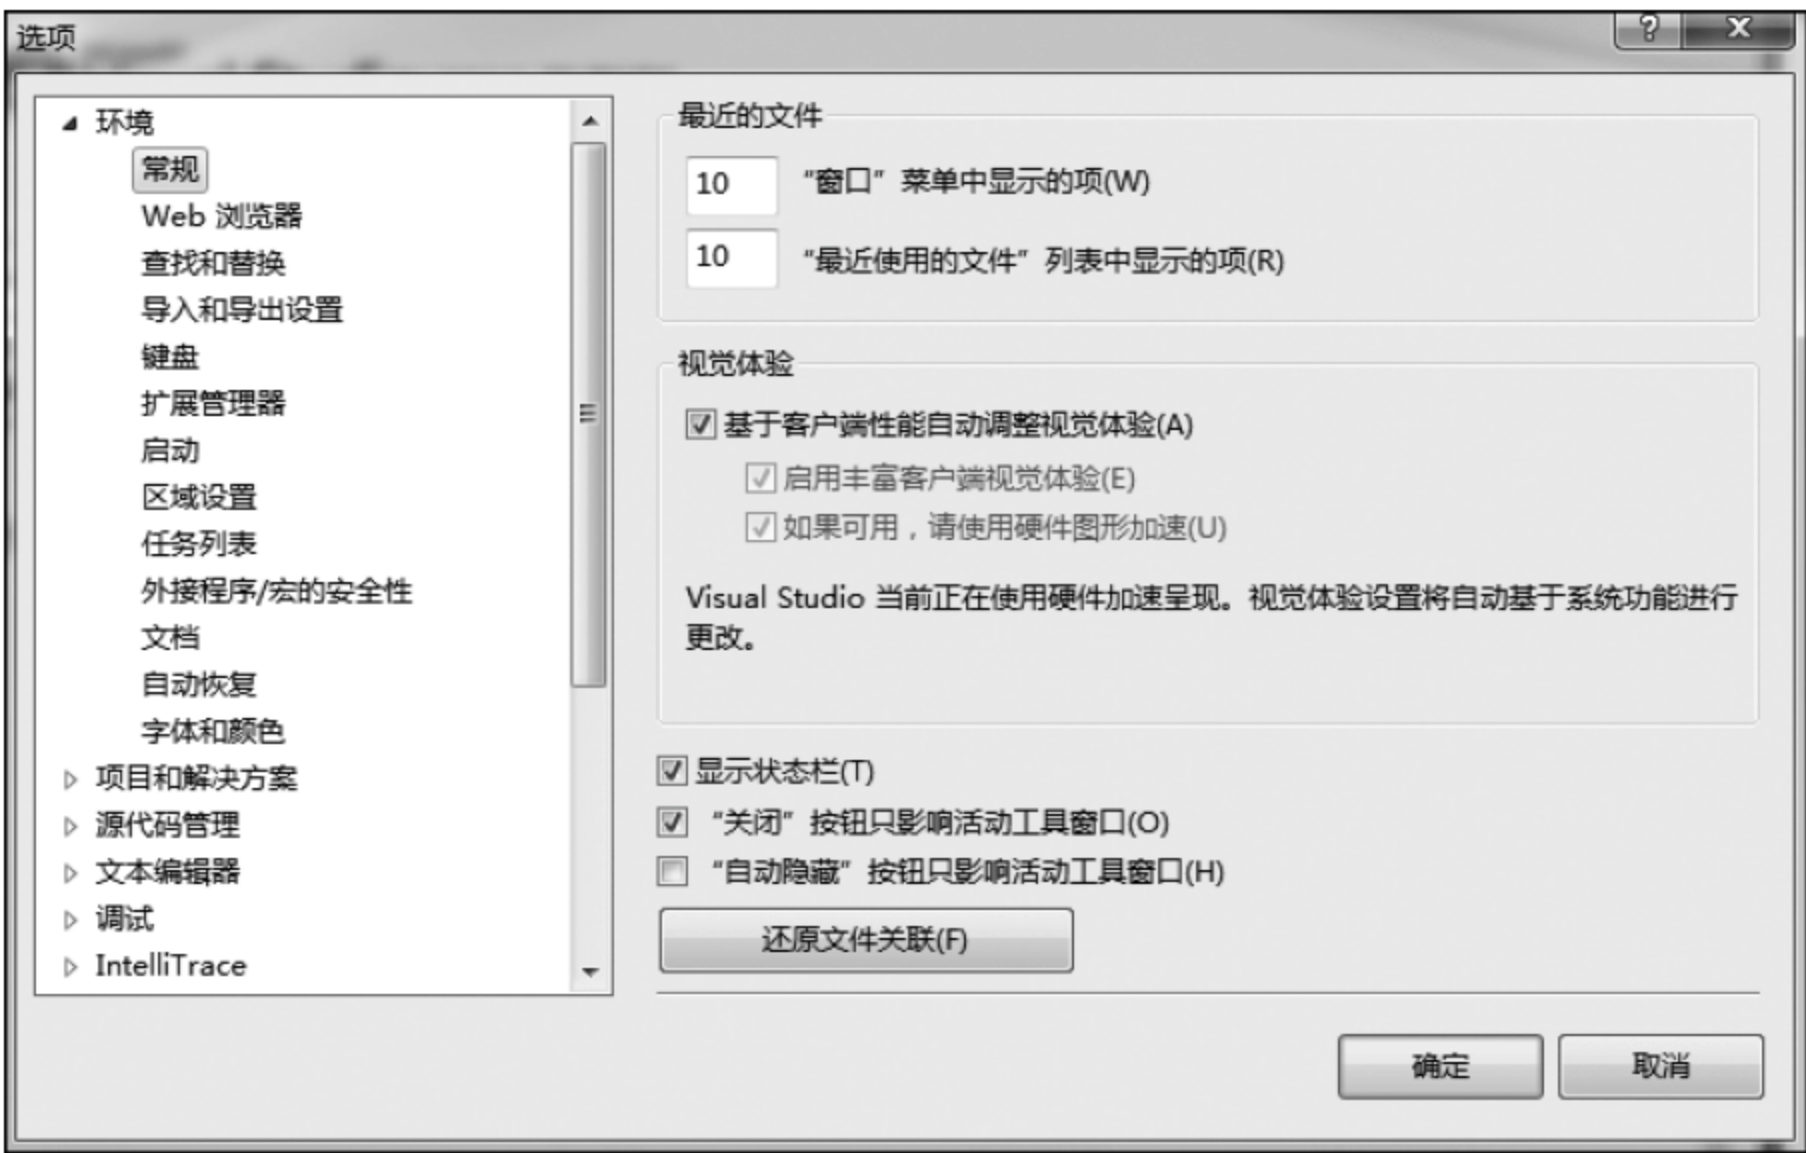 选项
环境
常规
Web 浏览器
查找和替换
导入和导出设置
键盘
扩展管理器
启动
区域设置
任务列表
外接程序/宏的安全性
文档
自动恢复
字体和颜色
项目和解决方案
源代码管理
文本编辑器
调试
IntelliTrace
最近的文件
10 “窗口”菜单中显示的项(W)
10 “最近使用的文件”列表中显示的项(R)
视觉体验
基于客户端性能自动调整视觉体验(A)
启用丰富客户端视觉体验(E)
如果可用，请使用硬件图形加速(U)
Visual Studio 当前正在使用硬件加速呈现。视觉体验设置将自动基于系统功能进行
更改。
显示状态栏(T)
“关闭”按钮只影响活动工具窗口(O)
“自动隐藏”按钮只影响活动工具窗口(H)
还原文件关联(F)
确定
取消